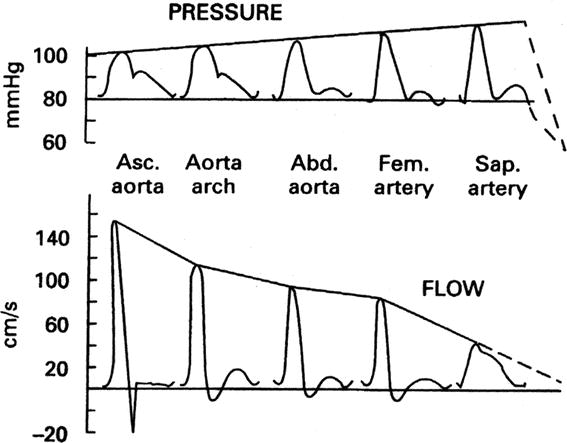 PRESSURE
mmHg
100
80
60
Asc. aorta
Aorta arch
Abd. aorta
Fem. artery
Sap. artery
FLOW
cm/s
140
100
60
20
–20